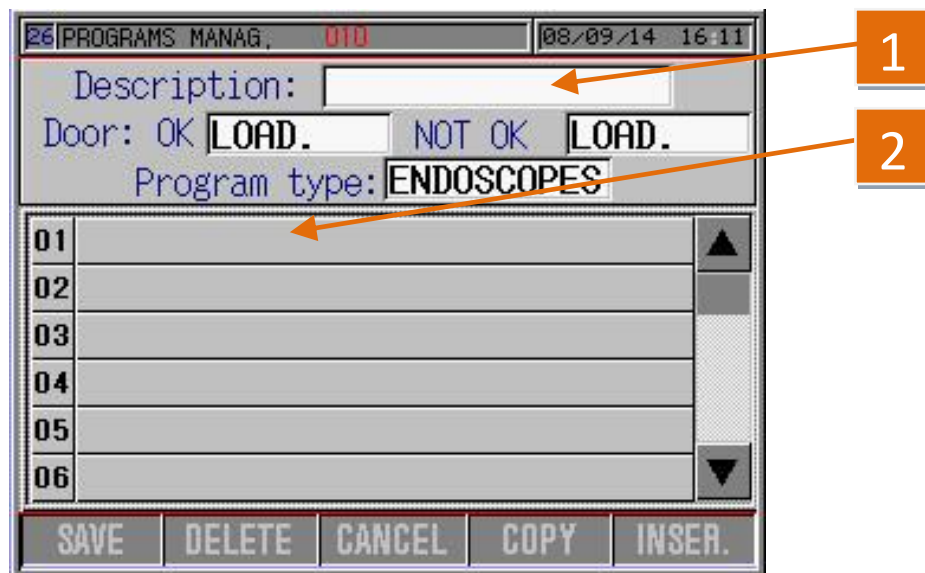 26 PROGRAMS MANAG, 010 08/09/14 16:11
1
Description:
Door: OK LOAD. NOT OK LOAD.
2
Program type: ENDOSCOPES
01
02
03
04
05
06
SAVE DELETE CANCEL COPY INSER.